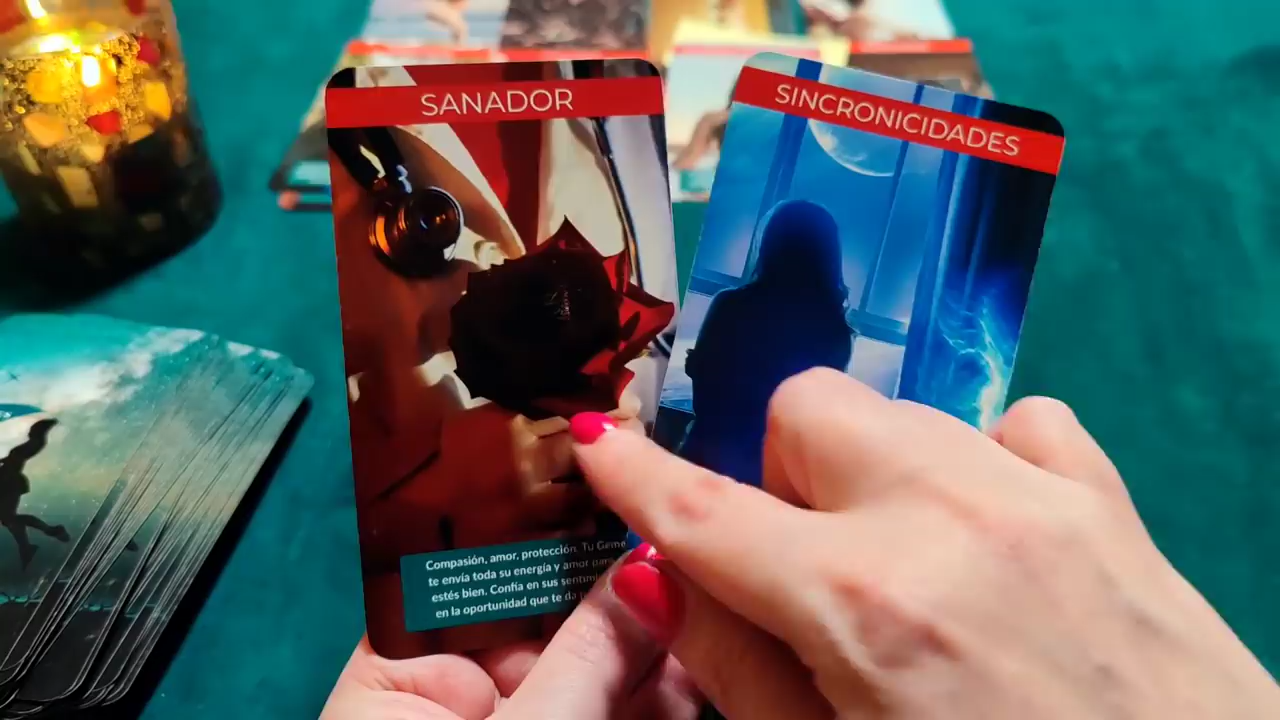 SANADOR
SINCRONICIDADES
Compasión, amor, protección. Tu Geme
te envía toda su energía y amor para
estés bien. Confía en sus sentimi
en la oportunidad que te da